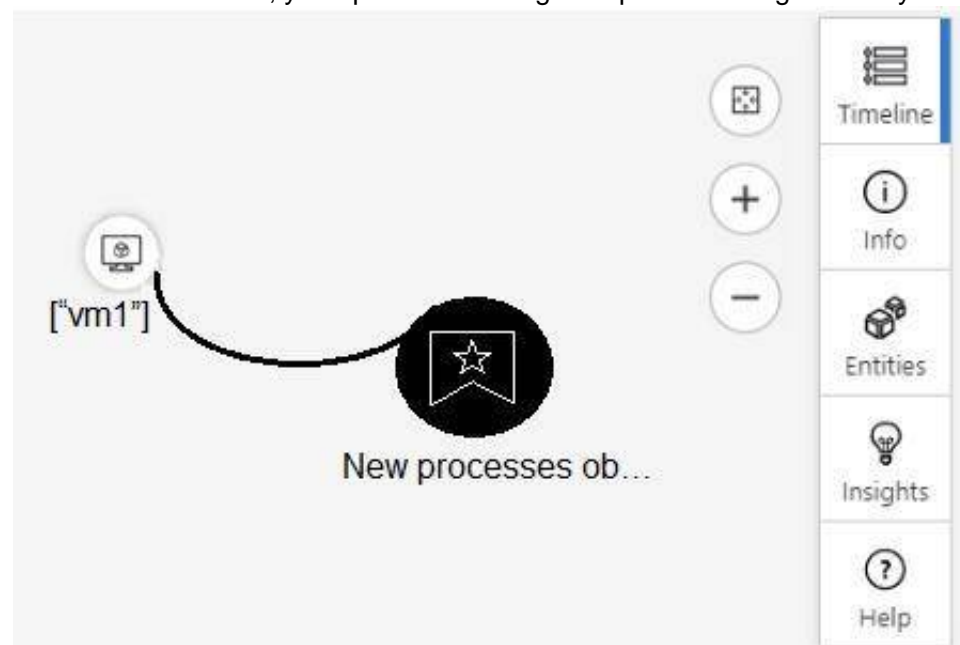 Timeline
Info
["vm1"]
Entities
New processes ob...
Insights
Help